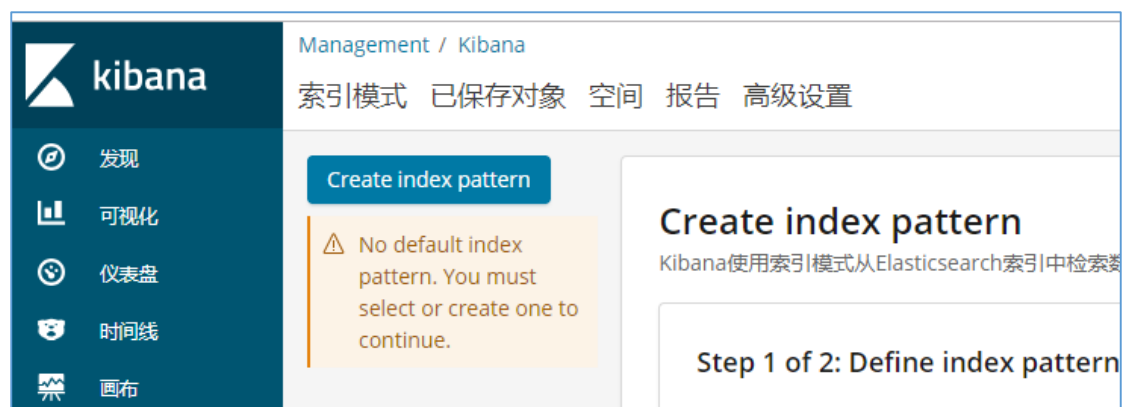 kibana
发现
可视化
仪表盘
时间线
画布
Management / Kibana
索引模式 已保存对象 空间 报告 高级设置
Create index pattern
No default index
pattern. You must
select or create one to
continue.
Create index pattern
Kibana使用索引模式从Elasticsearch索引中检索数
Step 1 of 2: Define index pattern